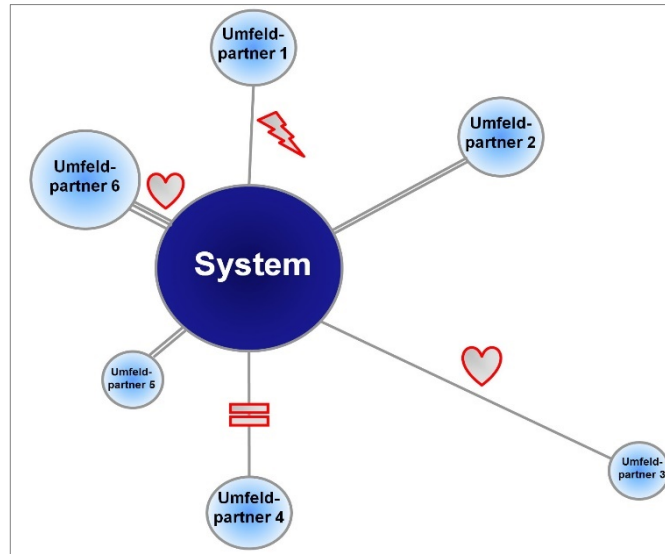 Umfeld-
partner 1
Umfeld-
partner 2
Umfeld-
partner 6
System
Umfeld-
partner 5
Umfeld-
partner 3
Umfeld-
partner 4